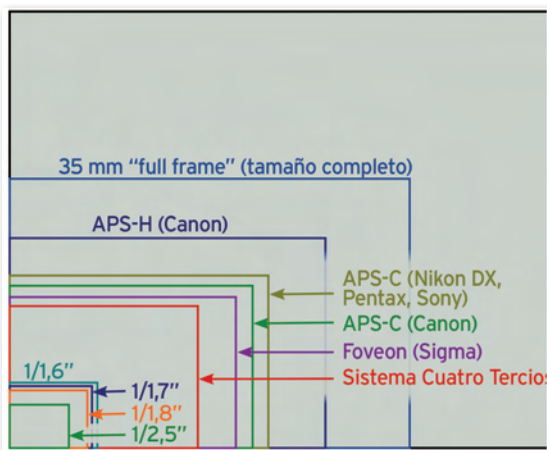 35 mm “full frame” (tamaño completo)
APS-H (Canon)
APS-C (Nikon DX,
Pentax, Sony)
APS-C (Canon)
Foveon (Sigma)
Sistema Cuatro Tercios
1/1,6”
1/1,7”
1/1,8”
1/2,5”